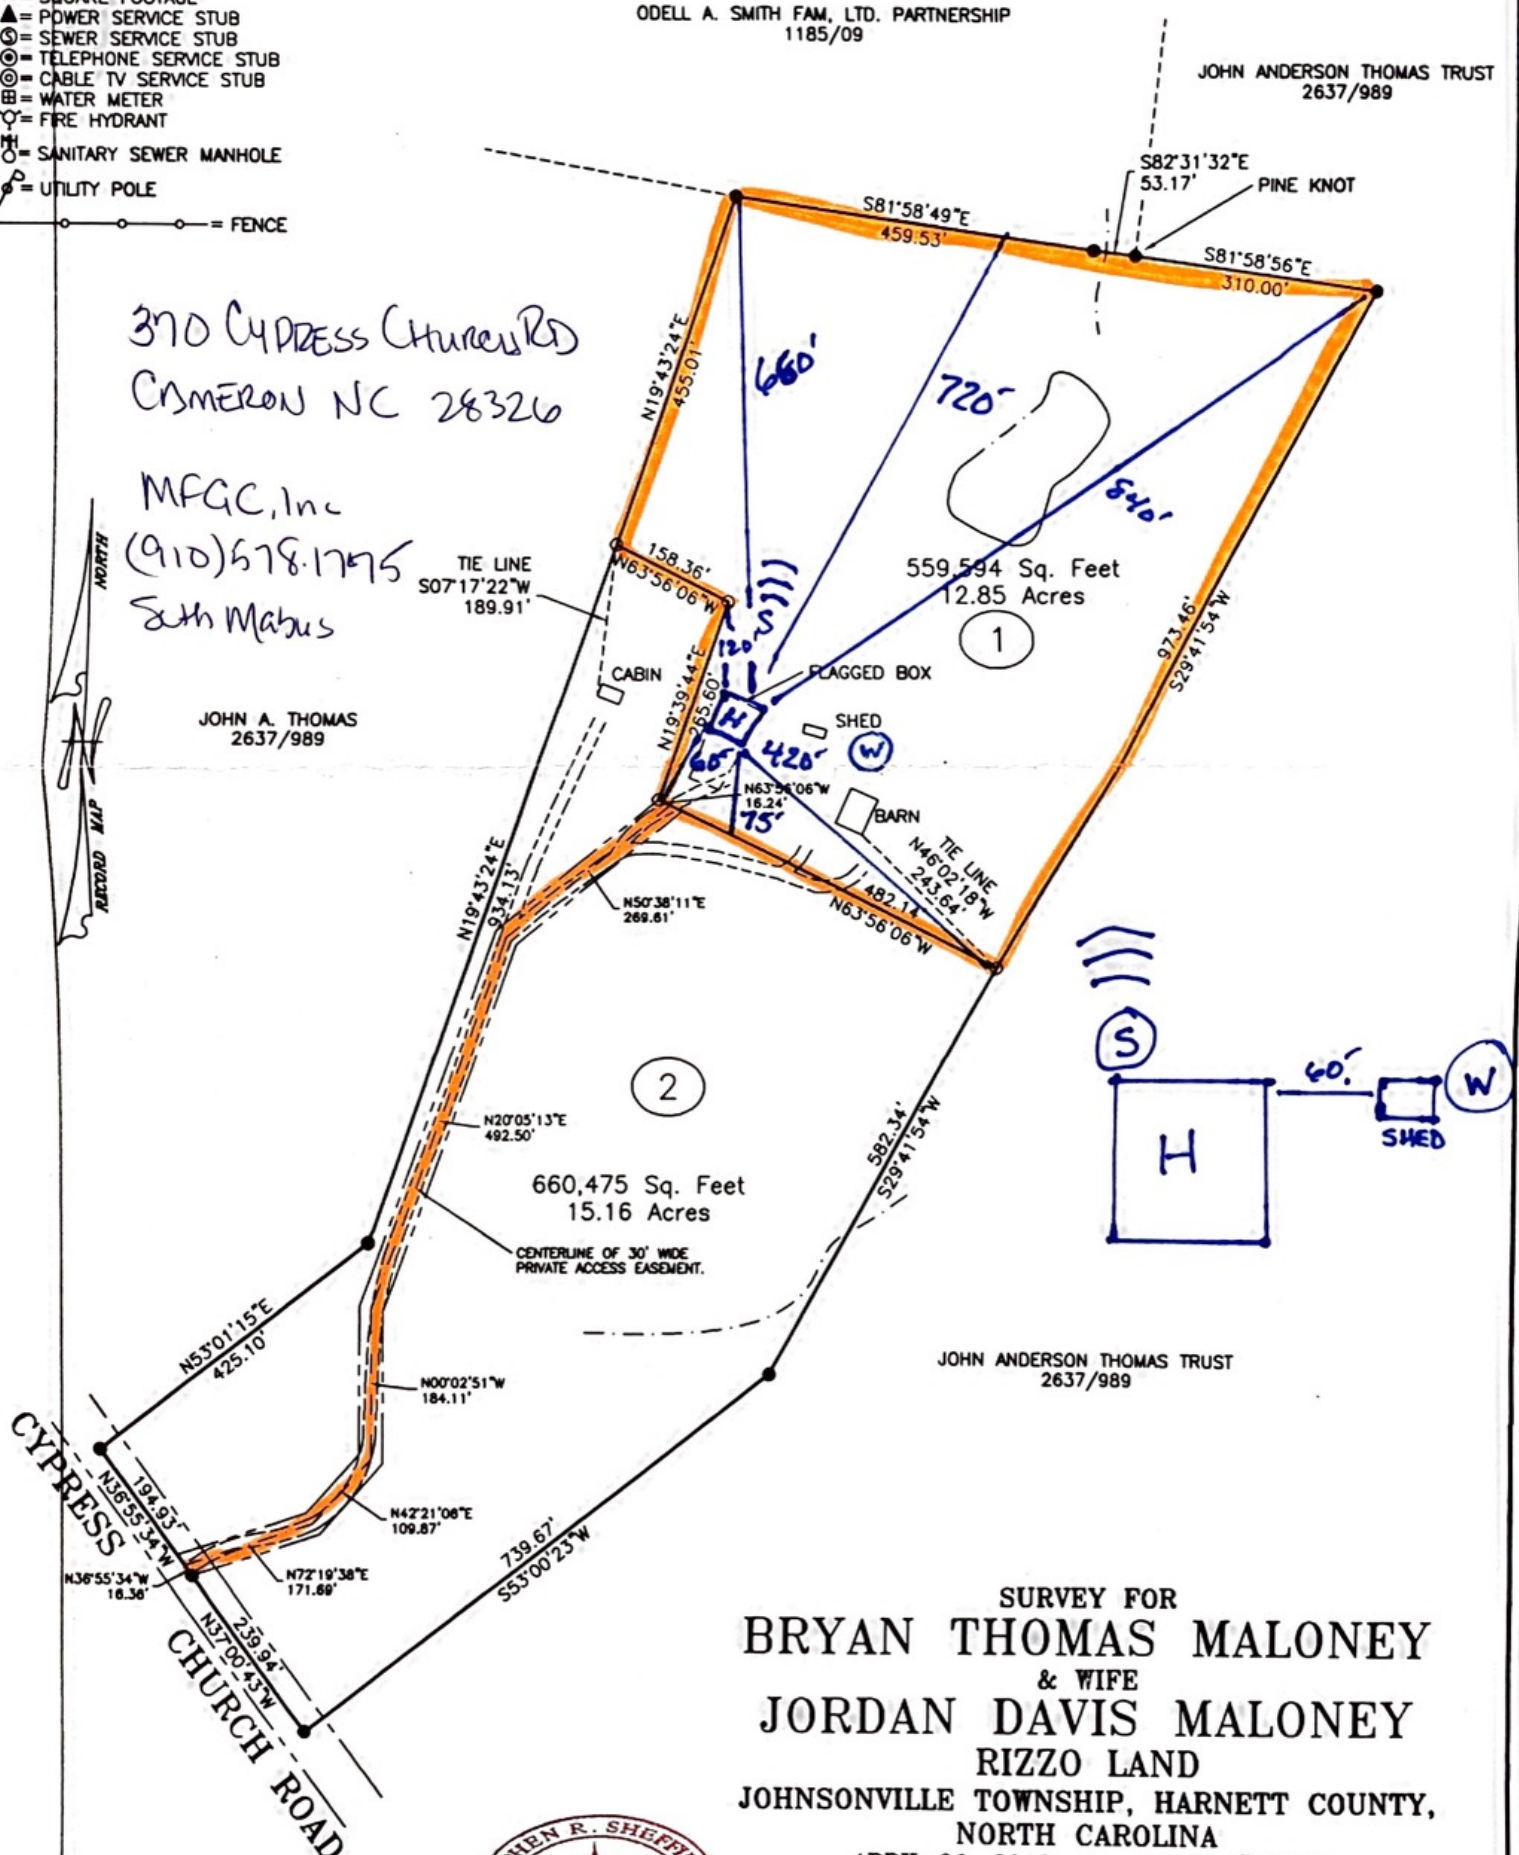 SQUARE FOOTAGE
= POWER SERVICE STUB
S = SEWER SERVICE STUB
= TELEPHONE SERVICE STUB
= CABLE TV SERVICE STUB
= WATER METER
= FIRE HYDRANT
MH = SANITARY SEWER MANHOLE
P = UTILITY POLE
= FENCE
ODELL A. SMITH FAM, LTD. PARTNERSHIP
1185/09
JOHN ANDERSON THOMAS TRUST
2637/989
S82°31'32"E
53.17'
PINE KNOT
S81°58'49"E
459.53'
S81°58'56"E
310.00'
370 CYPRESS CHURCH RD
CAMERON NC 28326
MFGC, Inc
(910)578.1775
Seth Mabus
NORTH
RECORD MAP
N19°43'24"E
455.01'
680'
720'
840'
TIE LINE
S07°17'22"W
189.91'
158.36'
N63°56'06"W
S
120'
559,594 Sq. Feet
12.85 Acres
1
973.46'
S29°41'54"W
CABIN
FLAGGED BOX
JOHN A. THOMAS
2637/989
N19°39'44"E
265.60'
H
SHED
W
60'
420'
N63°56'06"W
16.24'
75'
BARN
TIE LINE
N46°02'18"W
243.64'
482.14'
N63°56'06"W
N50°38'11"E
269.61'
N19°43'24"E
934.13'
S
60'
W
SHED
H
2
N20°05'13"E
492.50'
582.34'
S29°41'54"W
660,475 Sq. Feet
15.16 Acres
CENTERLINE OF 30' WIDE
PRIVATE ACCESS EASEMENT.
N53°01'15"E
425.10'
N00°02'51"W
184.11'
JOHN ANDERSON THOMAS TRUST
2637/989
194.93'
N36°55'34"W
N42°21'06"E
109.87'
N36°55'34"W
16.36'
N72°19'38"E
171.69'
739.67'
S53°00'23"W
239.94'
N37°00'43"W
CYPRESS CHURCH ROAD
SURVEY FOR
BRYAN THOMAS MALONEY
& WIFE
JORDAN DAVIS MALONEY
RIZZO LAND
JOHNSONVILLE TOWNSHIP, HARNETT COUNTY,
NORTH CAROLINA
HEN R. SHEFFI